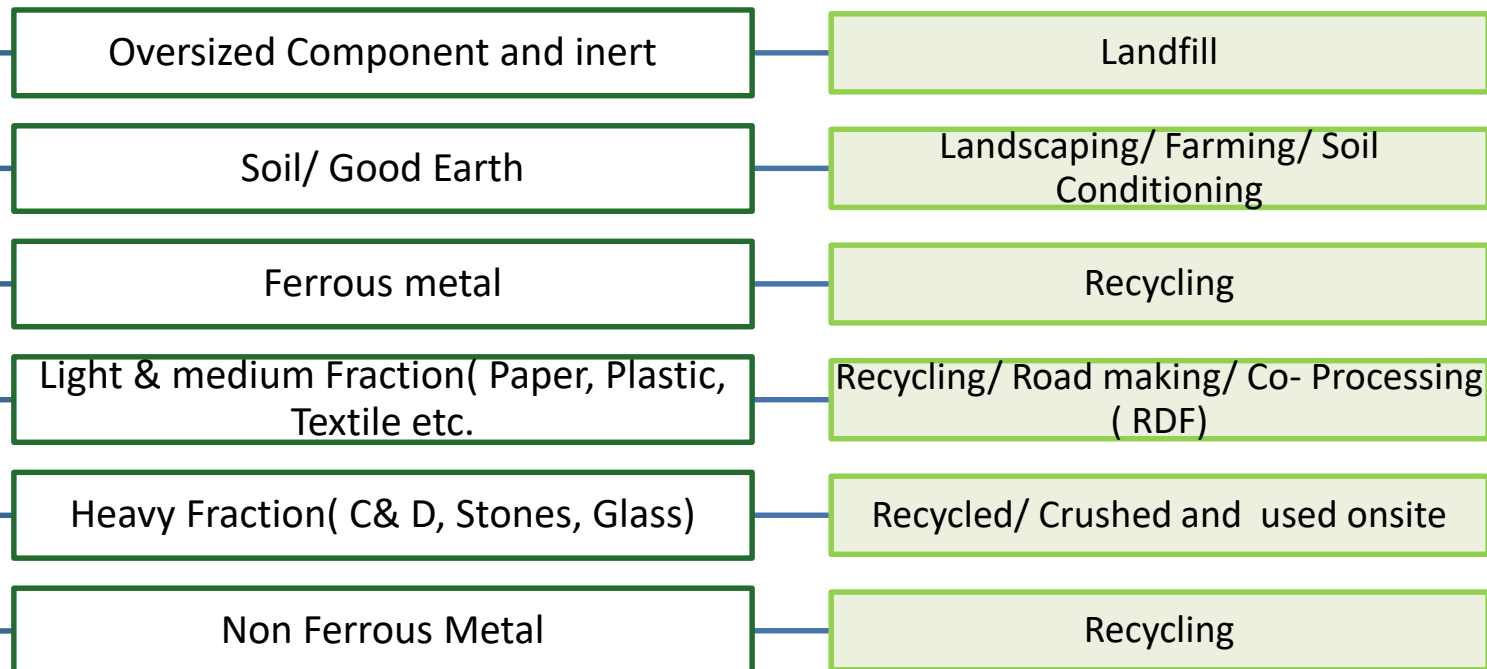 Oversized Component and inert
Landfill
Soil/ Good Earth
Landscaping/ Farming/ Soil
Conditioning
Ferrous metal
Recycling
Light & medium Fraction( Paper, Plastic,
Textile etc.
Recycling/ Road making/ Co- Processing
( RDF)
Heavy Fraction( C& D, Stones, Glass)
Recycled/ Crushed and used onsite
Non Ferrous Metal
Recycling